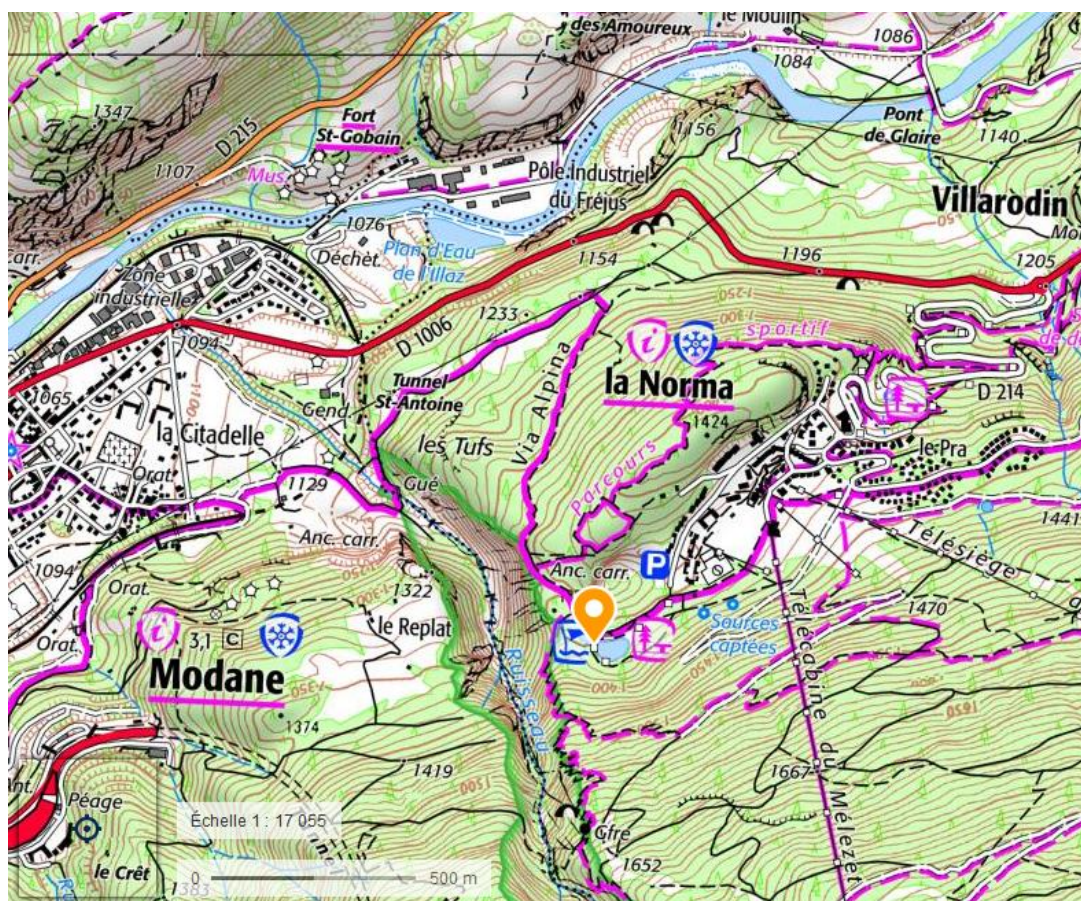 des Amoureux
le Moulin
1086
1084
1347
Fort
St-Gobain
D 215
1156
Pont
de Glaire
1140
1107
Mus.
Pôle Industriel
du Fréjus
Villarodin
1076
Déchèt.
Plan d'Eau
de l'Illaz
1154
1196
1205
carr.
Zone
industrielle
1233
1094
D 1006
Via Alpina
sportif
la Norma
D 214
Tunnel
St-Antoine
1065
Gend.
la Citadelle
les Tufs
1424
le Pra
Parcours
Orat.
1129
Gué
Anc. carr.
1441
Télésiège
1094
Orat.
1322
Anc. carr.
P
le Replat
Sources
captées
1470
Orat.
3,1 C
Modane
Ruisseau
1374
1419
Télécabine du Mélezet
1667
Péage
Échelle 1 : 17 055
Gfre
le Crêt
1652
1383
0 500 m